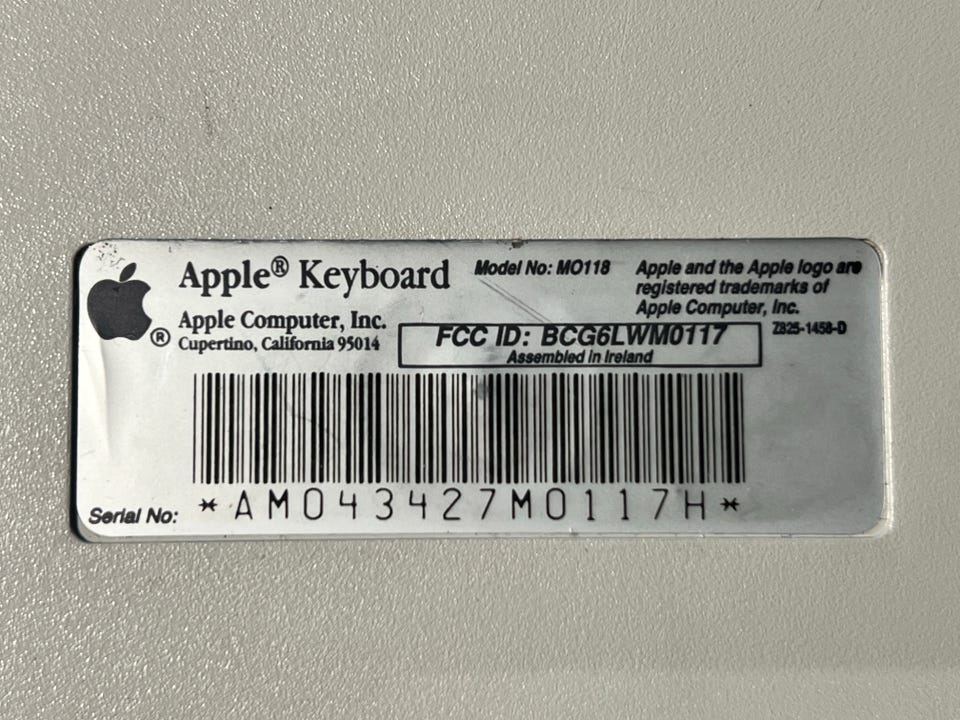 Apple® Keyboard
Apple Computer, Inc.
Cupertino, California 95014
®
Model No: MO118
Apple and the Apple logo are
registered trademarks of
Apple Computer, Inc.
Z825-1458-D
FCC ID: BCG6LWM0117
Assembled in Ireland
Serial No: *AM043427M0117H*